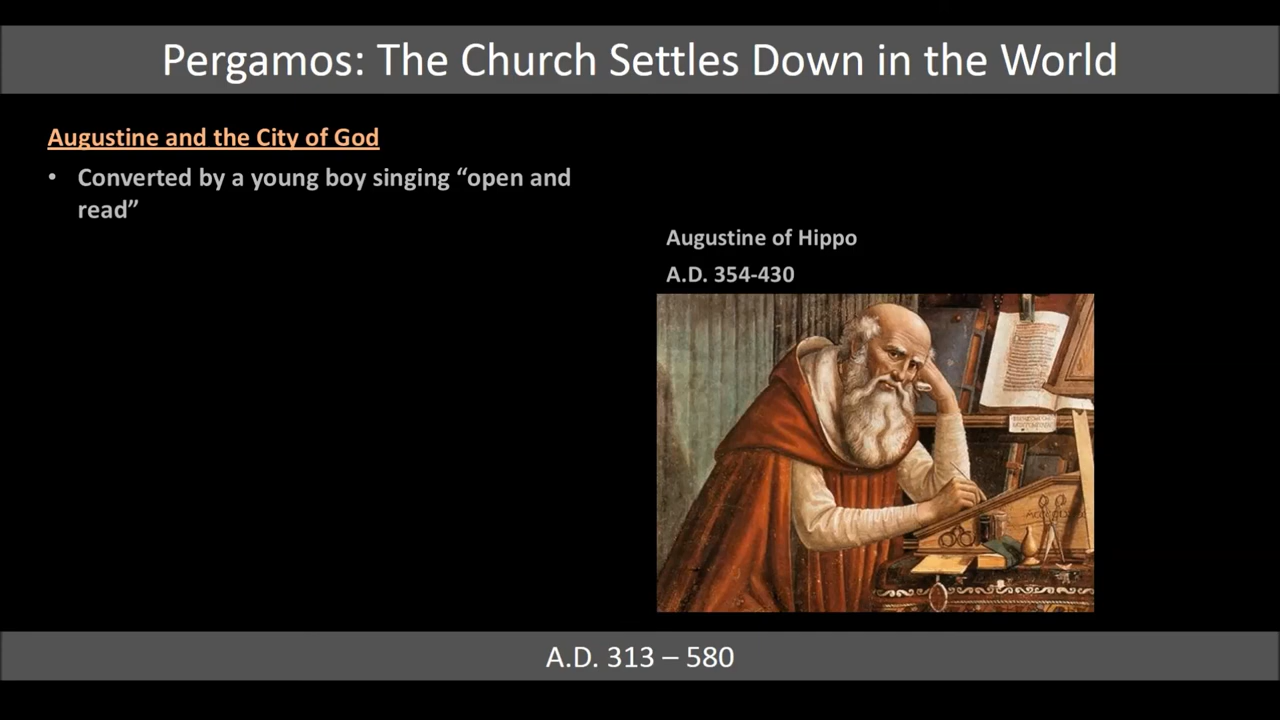 Pergamos: The Church Settles Down in the World
Augustine and the City of God
• Converted by a young boy singing “open and
read”
Augustine of Hippo
A.D. 354-430
A.D. 313 – 580